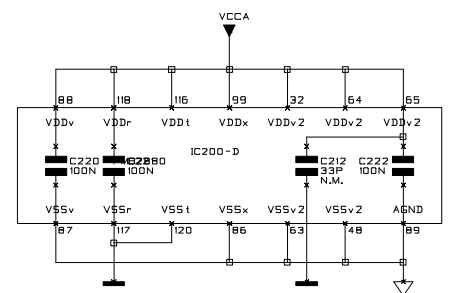 VCCA
88 118 116 99 32 64 65
VDDv VDDr VDDt VDDx VDDv2 VDDv2 VDDv2
IC200-D
C220 C212 C222
100N 100N 33P 100N
N.M.
VSSv VSSr VSSt VSSx VSSv2 VSSv2 AGND
87 117 120 86 63 48 89